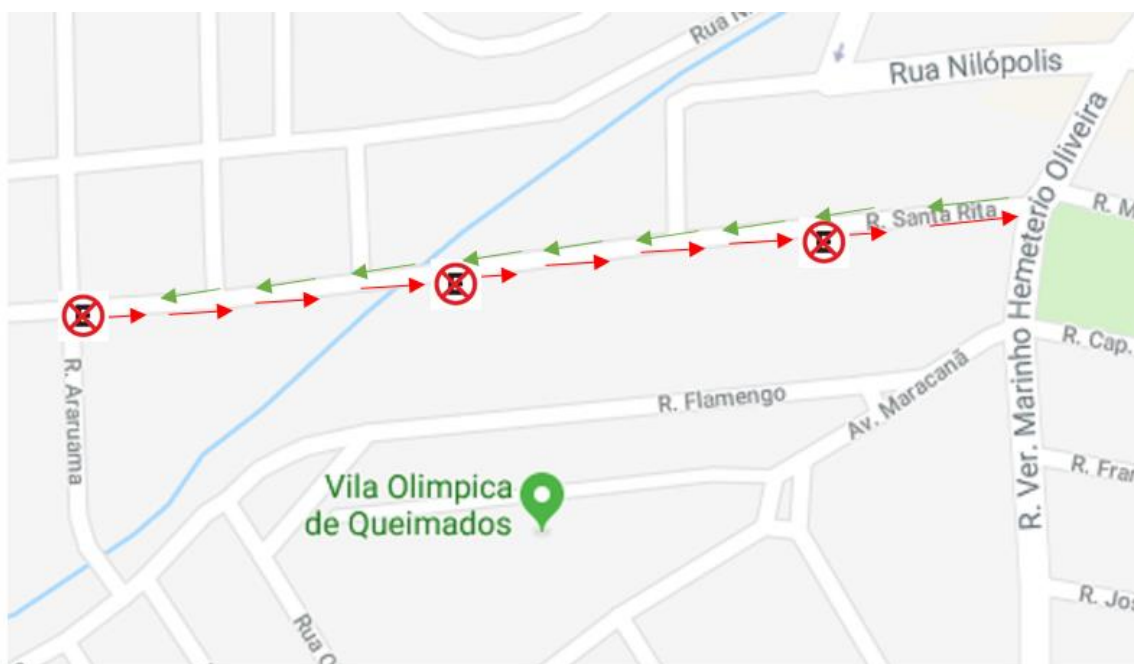 Rua Nilópolis
R. Ver. Marinho Hemeterio Oliveira
R. Santa Rita
R. Cap.
R. Araruama
R. Flamengo
Av. Maracanã
Vila Olimpica
de Queimados